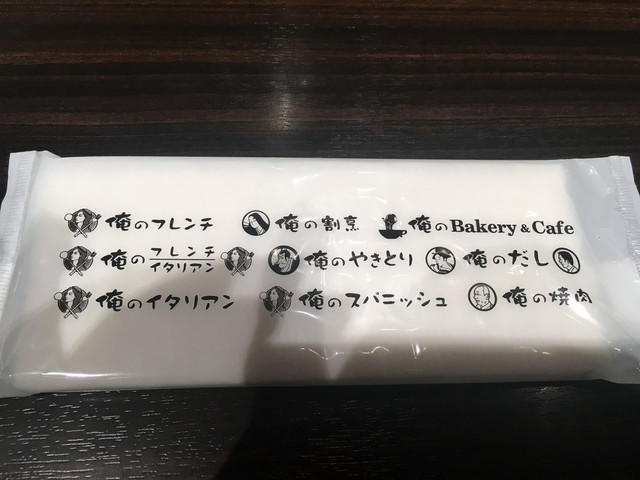 俺のフレンチ 俺の割烹 俺のBakery & Cafe
俺のフレンチ/イタリアン 俺のやきとり 俺のだし
俺のイタリアン 俺のスパニッシュ 俺の焼肉